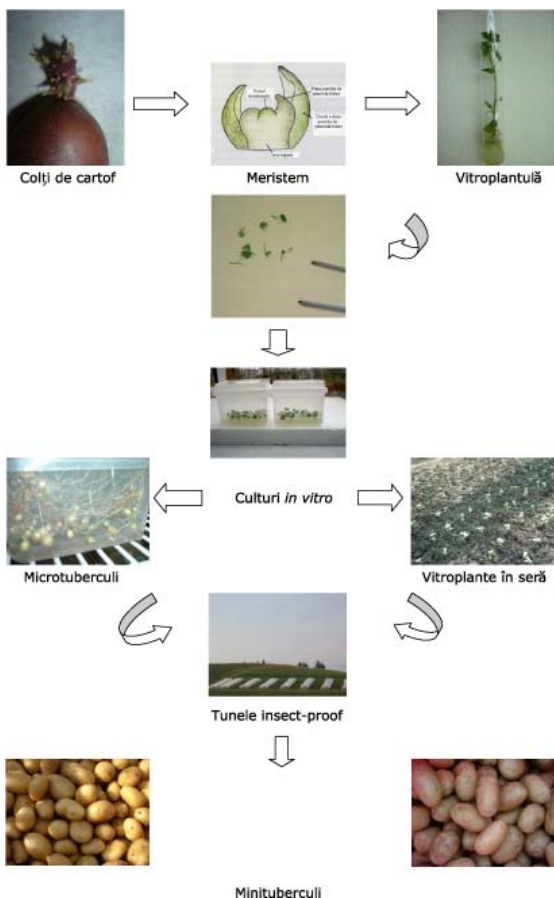 Colți de cartof
Meristem
Vitroplantulă
Culturi in vitro
Microtuberculi
Vitroplante în seră
Tunele insect-proof
Minituberculi